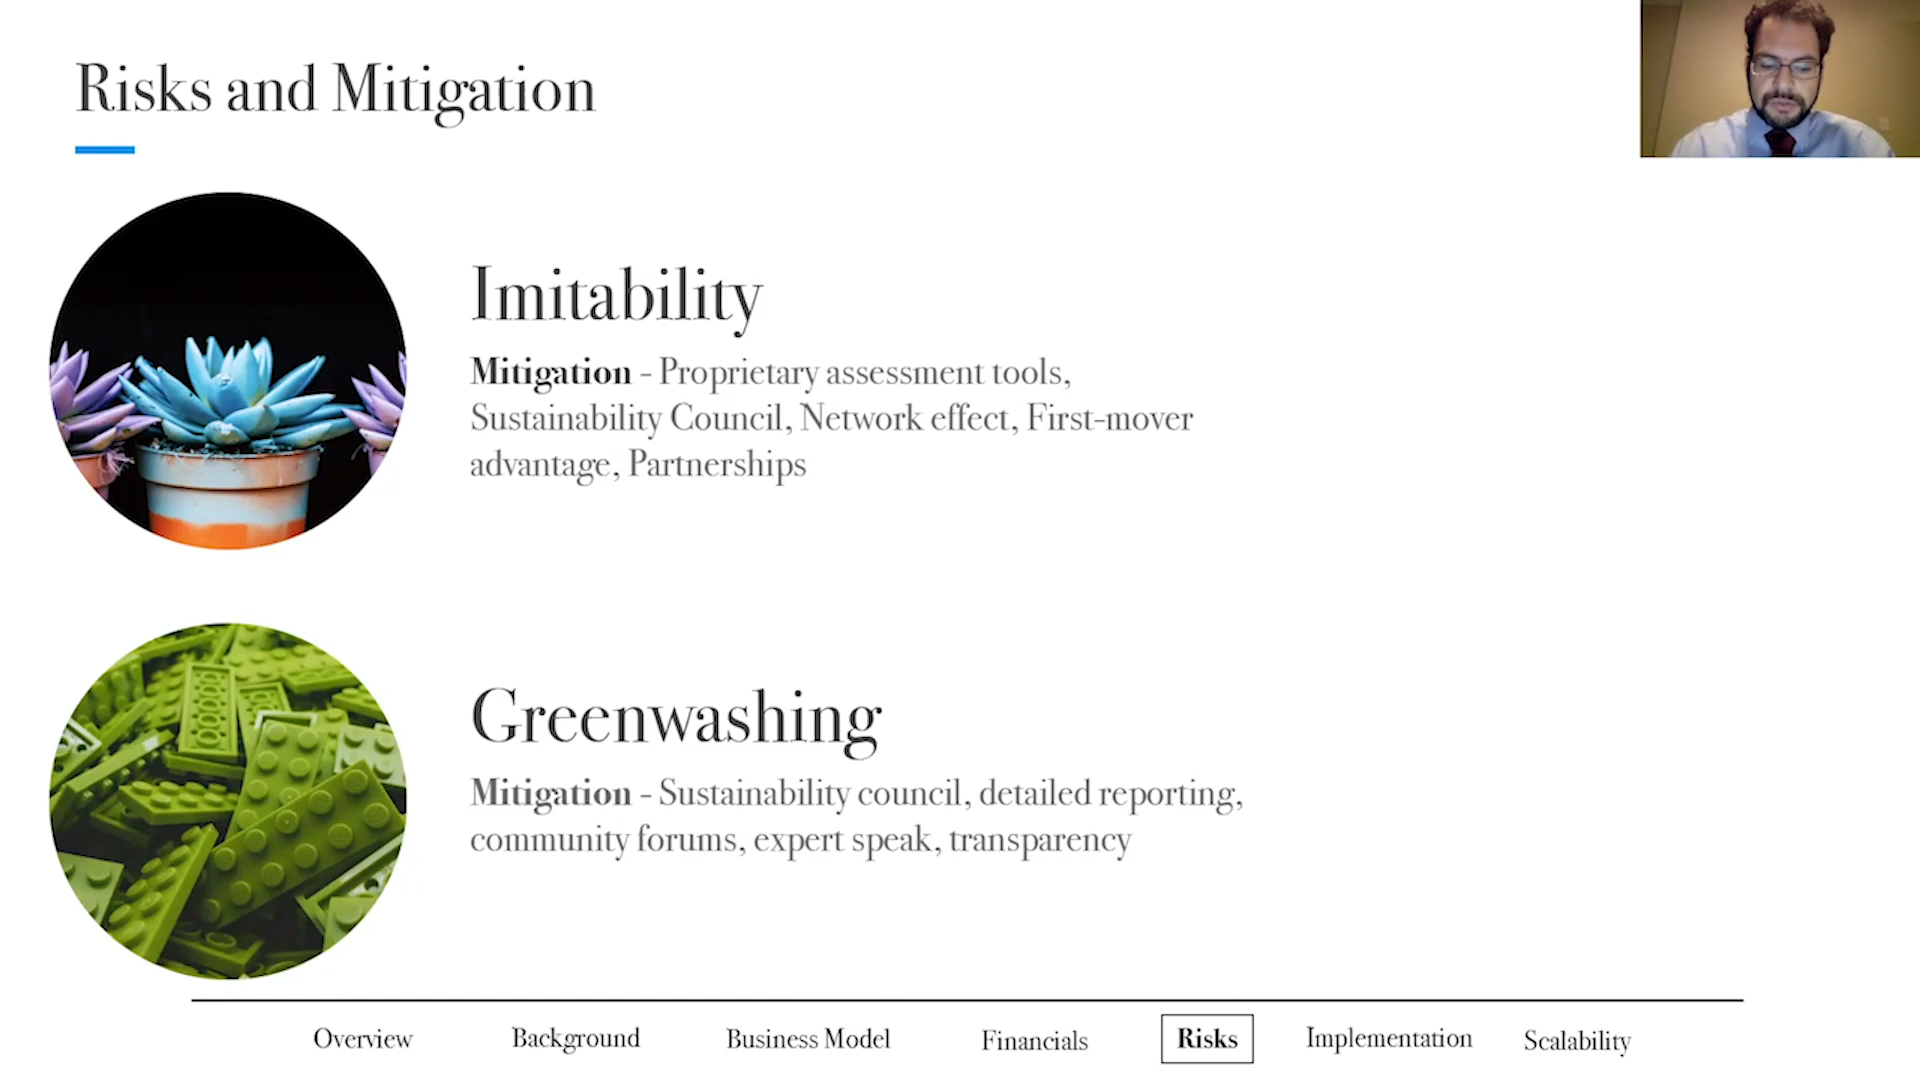 Risks and Mitigation
Imitability
Mitigation - Proprietary assessment tools,
Sustainability Council, Network effect, First-mover
advantage, Partnerships
Greenwashing
Mitigation - Sustainability council, detailed reporting,
community forums, expert speak, transparency
Overview Background Business Model Financials Risks Implementation Scalability